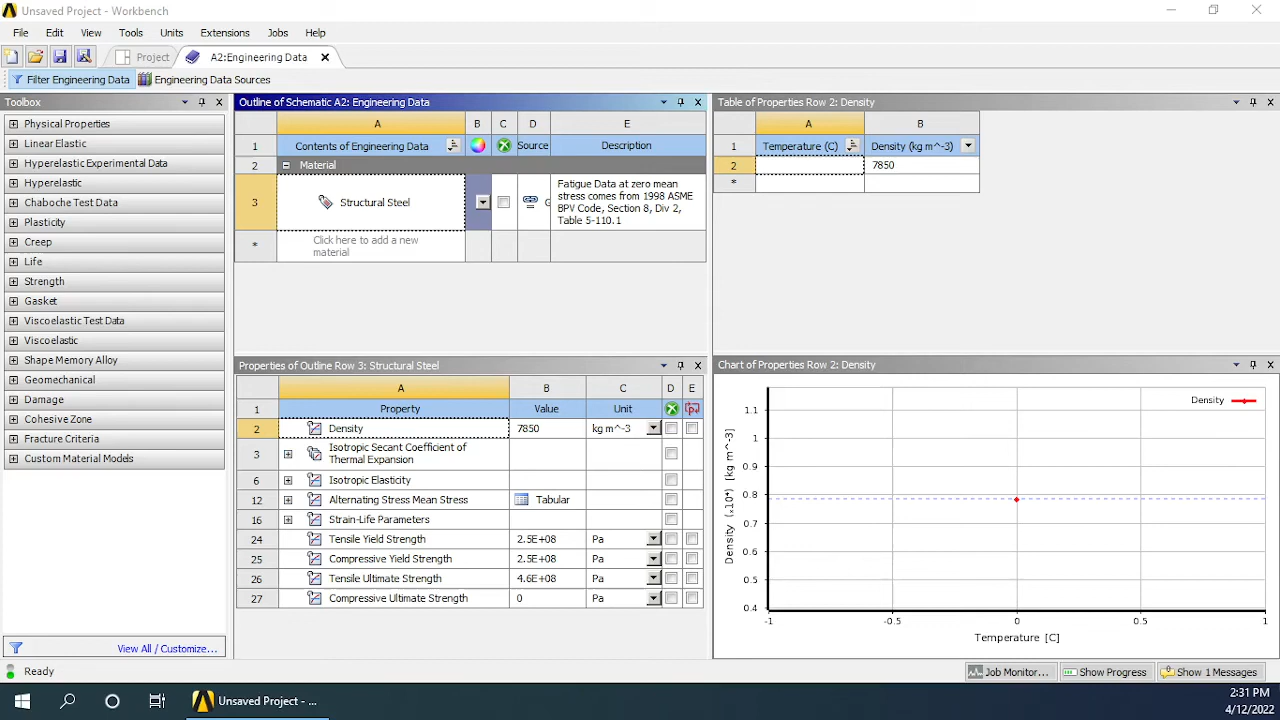 Unsaved Project - Workbench
File Edit View Tools Units Extensions Jobs Help
Project A2:Engineering Data
Filter Engineering Data Engineering Data Sources
Toolbox
Physical Properties
Linear Elastic
Hyperelastic Experimental Data
Hyperelastic
Chaboche Test Data
Plasticity
Creep
Life
Strength
Gasket
Viscoelastic Test Data
Viscoelastic
Shape Memory Alloy
Geomechanical
Damage
Cohesive Zone
Fracture Criteria
Custom Material Models
View All / Customize...
Outline of Schematic A2: Engineering Data
A B C D E
1 Contents of Engineering Data Source Description
2 Material
3 Structural Steel G
Fatigue Data at zero mean
stress comes from 1998 ASME
BPV Code, Section 8, Div 2,
Table 5-110.1
* Click here to add a new
material
Properties of Outline Row 3: Structural Steel
A B C D E
1 Property Value Unit
2 Density 7850 kg m^-3
3 Isotropic Secant Coefficient of
Thermal Expansion
6 Isotropic Elasticity
12 Alternating Stress Mean Stress Tabular
16 Strain-Life Parameters
24 Tensile Yield Strength 2.5E+08 Pa
25 Compressive Yield Strength 2.5E+08 Pa
26 Tensile Ultimate Strength 4.6E+08 Pa
27 Compressive Ultimate Strength 0 Pa
Table of Properties Row 2: Density
A B
1 Temperature (C) Density (kg m^-3)
2 7850
*
Chart of Properties Row 2: Density
Density
1.1
1
0.9
0.8
0.7
0.6
0.5
0.4
Density (x10⁴) [kg m^-3]
-1 -0.5 0 0.5 1
Temperature [C]
Ready
Job Monitor... Show Progress Show 1 Messages
Unsaved Project - ...
2:31 PM
4/12/2022